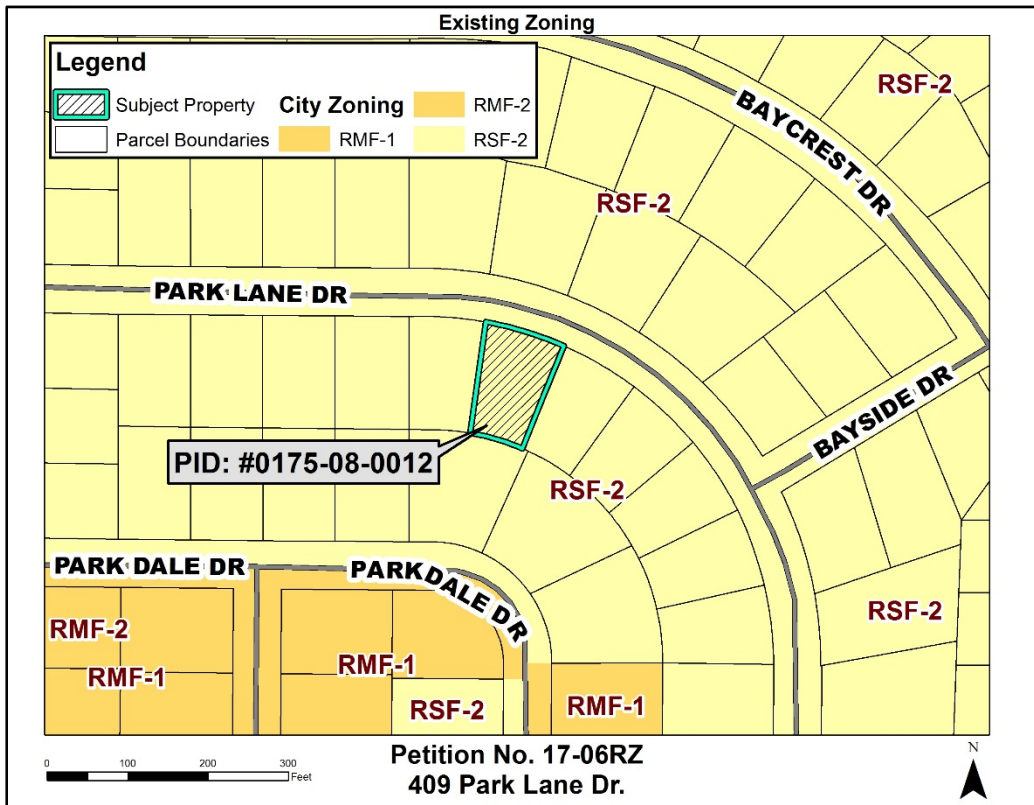 Existing Zoning
Legend
Subject Property
Parcel Boundaries
City Zoning
RMF-1
RMF-2
RSF-2
RSF-2
BAYCREST DR
RSF-2
PARK LANE DR
BAYSIDE DR
PID: #0175-08-0012
RSF-2
PARK DALE DR
PARKDALE DR
RSF-2
RMF-2
RMF-1
RMF-1
RSF-2
RMF-1
0 100 200 300
Feet
Petition No. 17-06RZ
409 Park Lane Dr.
N